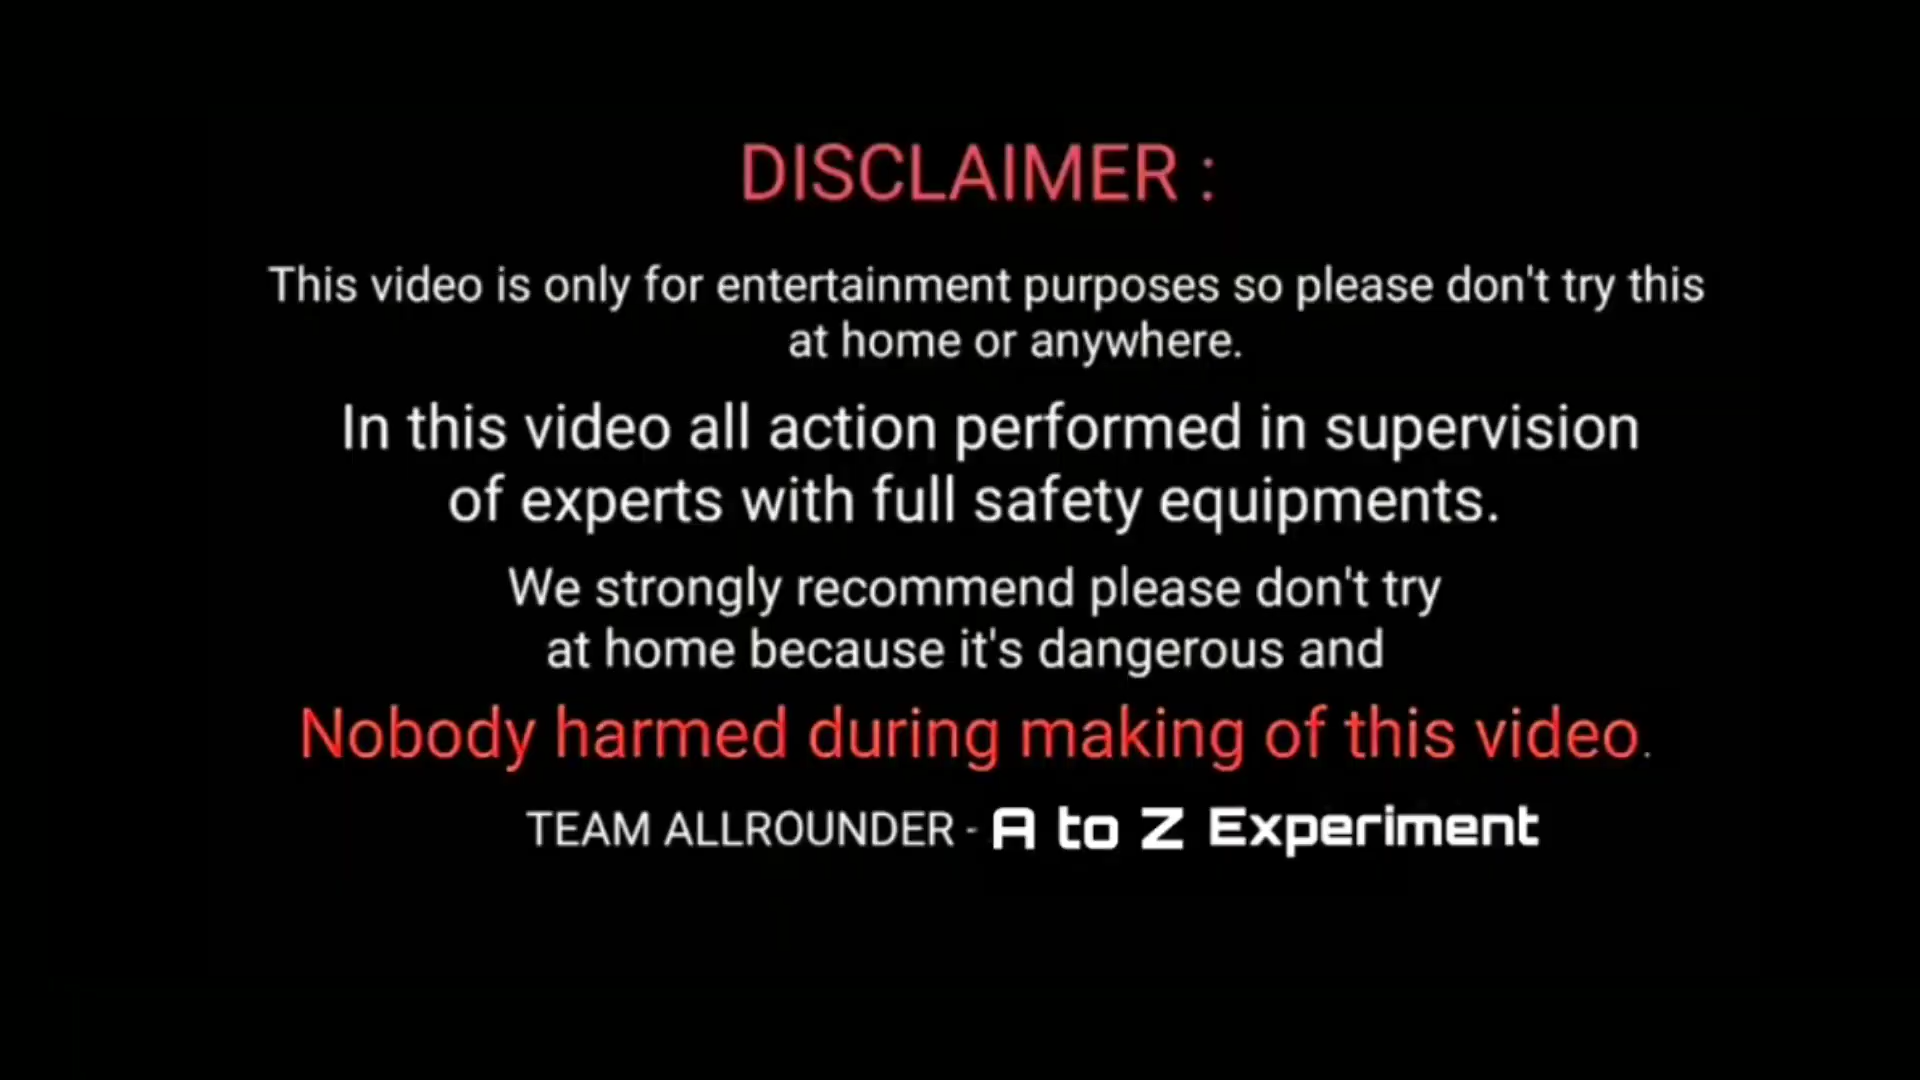 DISCLAIMER :
This video is only for entertainment purposes so please don't try this
at home or anywhere.
In this video all action performed in supervision
of experts with full safety equipments.
We strongly recommend please don't try
at home because it's dangerous and
Nobody harmed during making of this video.
TEAM ALLROUNDER - A to Z Experiment